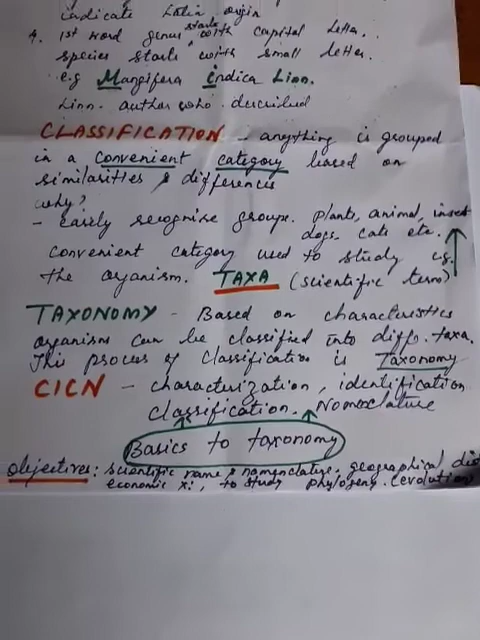 indicate Latin origin
4. 1st word genus starts with capital letter.
species starts with small letter.
e.g Mangifera indica Linn.
Linn. author who described
CLASSIFICATION - anything is grouped
in a convenient category based on
similarities & differences
why?
- easily recognise groups. plants, animal, insect
dogs, cats etc.
convenient category used to study e.g.
the organism. TAXA (scientific term)
TAXONOMY - Based on characteristics
organisms can be classified into diff. taxa.
This process of classification is Taxonomy
CICN - characterization, identification
classification. Nomoclature
Basics to taxonomy
Objectives: scientific name & nomenclature, geographical dist
economic to study phylogeny. (evolution